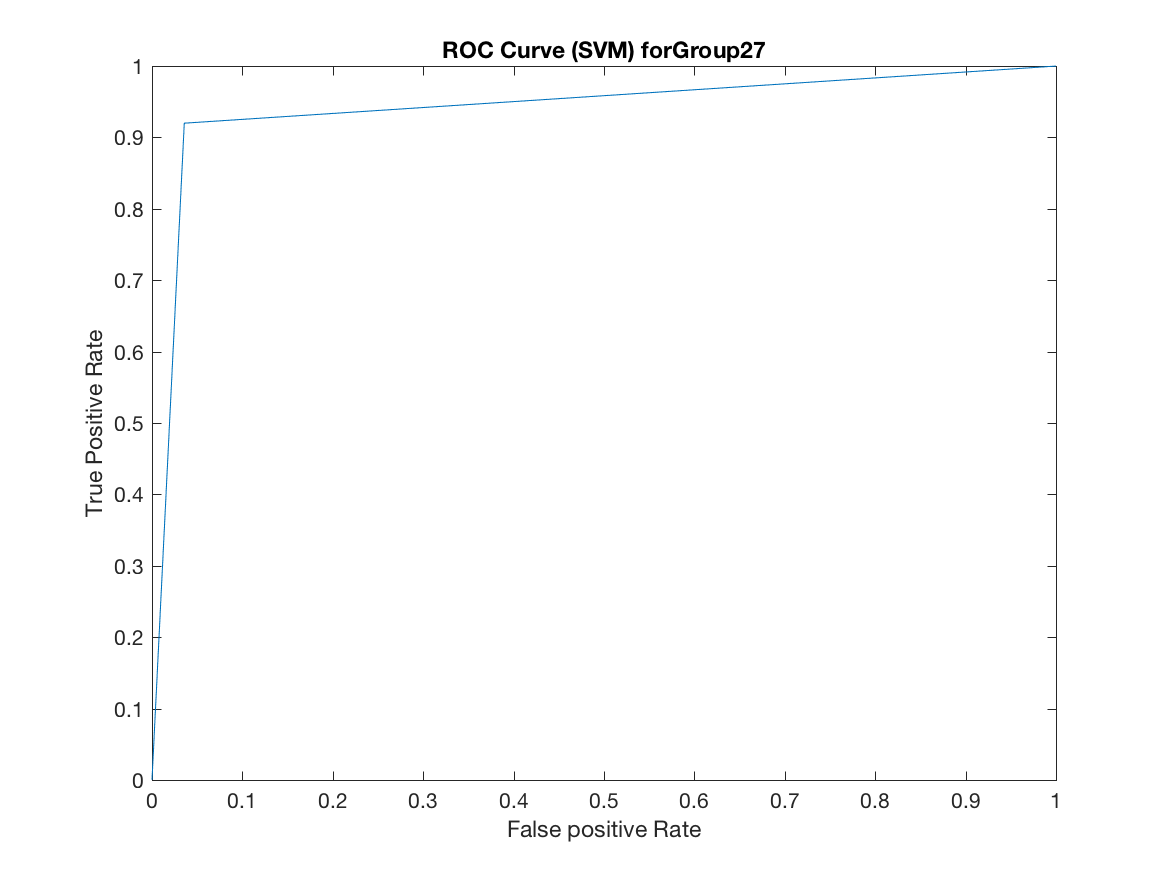 ROC Curve (SVM) forGroup27
1
0.9
0.8
0.7
0.6
0.5
0.4
0.3
0.2
0.1
0
True Positive Rate
0 0.1 0.2 0.3 0.4 0.5 0.6 0.7 0.8 0.9 1
False positive Rate